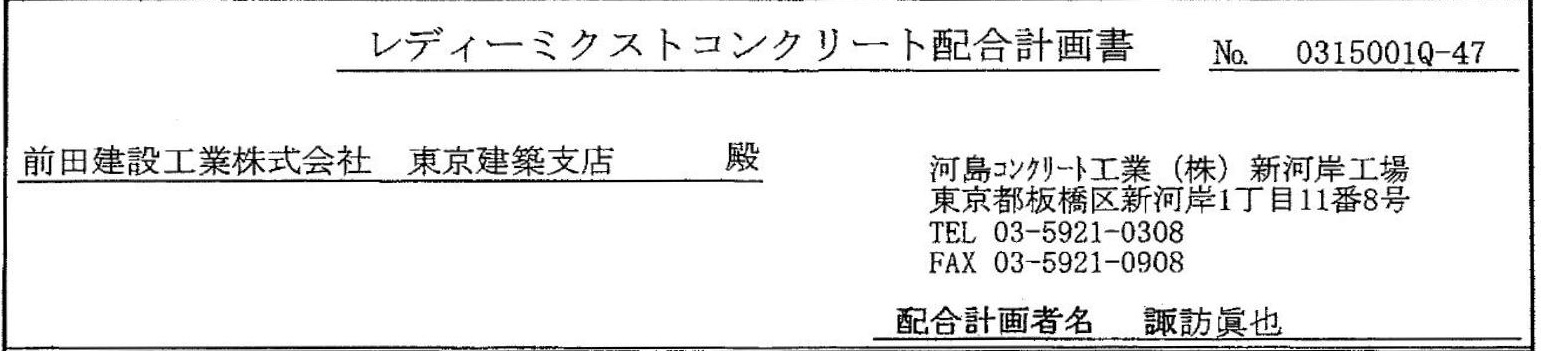 レディーミクストコンクリート配合計画書 No. 0315001Q-47
前田建設工業株式会社 東京建築支店 殿
河島ｺﾝｸﾘｰﾄ工業（株）新河岸工場
東京都板橋区新河岸1丁目11番8号
TEL 03-5921-0308
FAX 03-5921-0908
配合計画者名 諏訪眞也